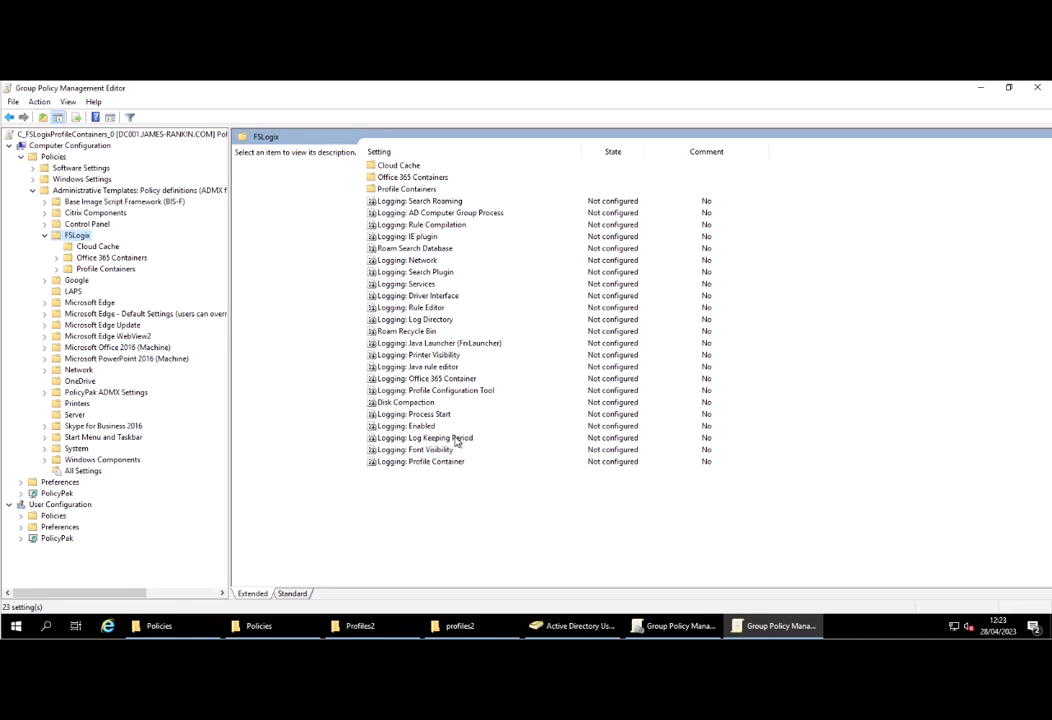 Group Policy Management Editor
File Action View Help
C_FSLogixProfileContainers_0 [DC001.JAMES-RANKIN.COM] Pol
Computer Configuration
Policies
Software Settings
Windows Settings
Administrative Templates: Policy definitions (ADMX f
Base Image Script Framework (BIS-F)
Citrix Components
Control Panel
FSLogix
Cloud Cache
Office 365 Containers
Profile Containers
Google
LAPS
Microsoft Edge
Microsoft Edge - Default Settings (users can overr
Microsoft Edge Update
Microsoft Edge WebView2
Microsoft Office 2016 (Machine)
Microsoft PowerPoint 2016 (Machine)
Network
OneDrive
PolicyPak ADMX Settings
Printers
Server
Skype for Business 2016
Start Menu and Taskbar
System
Windows Components
All Settings
Preferences
PolicyPak
User Configuration
Policies
Preferences
PolicyPak
FSLogix
Select an item to view its description.
Setting State Comment
Cloud Cache
Office 365 Containers
Profile Containers
Logging: Search Roaming Not configured No
Logging: AD Computer Group Process Not configured No
Logging: Rule Compilation Not configured No
Logging: IE plugin Not configured No
Roam Search Database Not configured No
Logging: Network Not configured No
Logging: Search Plugin Not configured No
Logging: Services Not configured No
Logging: Driver Interface Not configured No
Logging: Rule Editor Not configured No
Logging: Log Directory Not configured No
Roam Recycle Bin Not configured No
Logging: Java Launcher (FrxLauncher) Not configured No
Logging: Printer Visibility Not configured No
Logging: Java rule editor Not configured No
Logging: Office 365 Container Not configured No
Logging: Profile Configuration Tool Not configured No
Disk Compaction Not configured No
Logging: Process Start Not configured No
Logging: Enabled Not configured No
Logging: Log Keeping Period Not configured No
Logging: Font Visibility Not configured No
Logging: Profile Container Not configured No
Extended Standard
23 setting(s)
Policies Policies Profiles2 profiles2 Active Directory Us... Group Policy Mana... Group Policy Mana...
12:23
28/04/2023
2